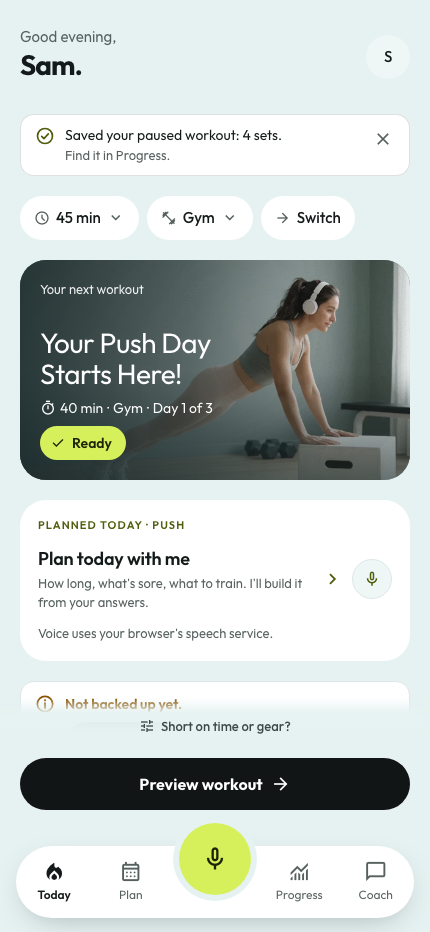 Good evening,
Sam.
S
Saved your paused workout: 4 sets.
Find it in Progress.
45 min
Gym
Switch
Your next workout
Your Push Day
Starts Here!
40 min · Gym · Day 1 of 3
Ready
PLANNED TODAY · PUSH
Plan today with me
How long, what's sore, what to train. I'll build it
from your answers.
Voice uses your browser's speech service.
Not backed up yet.
Short on time or gear?
Preview workout
Today
Plan
Progress
Coach